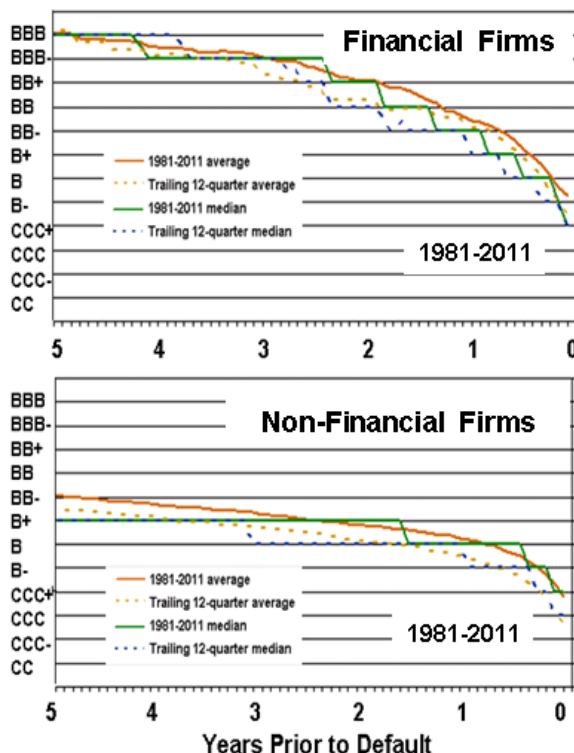 Financial Firms
BBB
BBB-
BB+
BB
BB-
B+
B
B-
CCC+
CCC
CCC-
CC
1981-2011 average
Trailing 12-quarter average
1981-2011 median
Trailing 12-quarter median
1981-2011
5 4 3 2 1 0
Non-Financial Firms
BBB
BBB-
BB+
BB
BB-
B+
B
B-
CCC+
CCC
CCC-
CC
1981-2011 average
Trailing 12-quarter average
1981-2011 median
Trailing 12-quarter median
1981-2011
5 4 3 2 1 0
Years Prior to Default